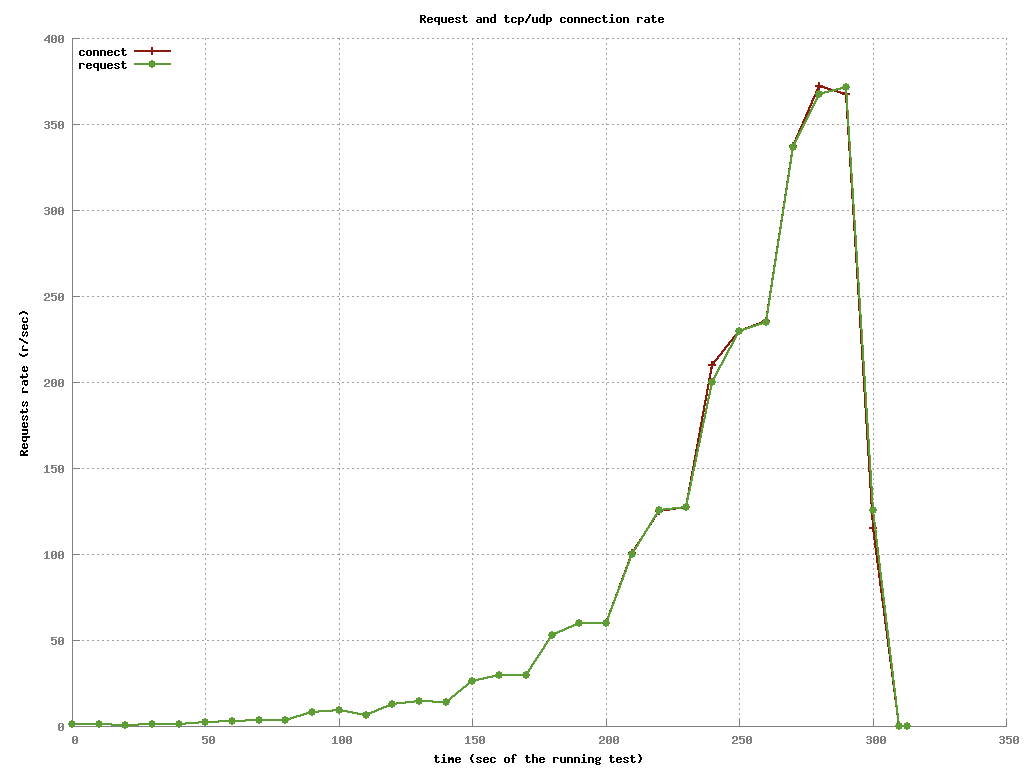 Request and tcp/udp connection rate
400
connect
request
350
300
250
200
150
100
50
0
Requests rate (r/sec)
0 50 100 150 200 250 300 350
time (sec of the running test)